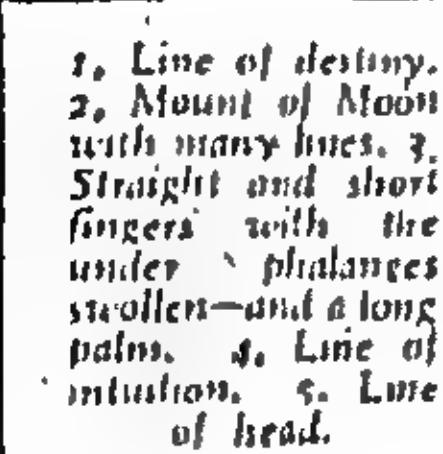 1. Line of destiny.
2. Mount of Moon
with many lines. 3.
Straight and short
fingers with the
under phalanges
swollen—and a long
palm. 4. Line of
intuition. 5. Line
of head.